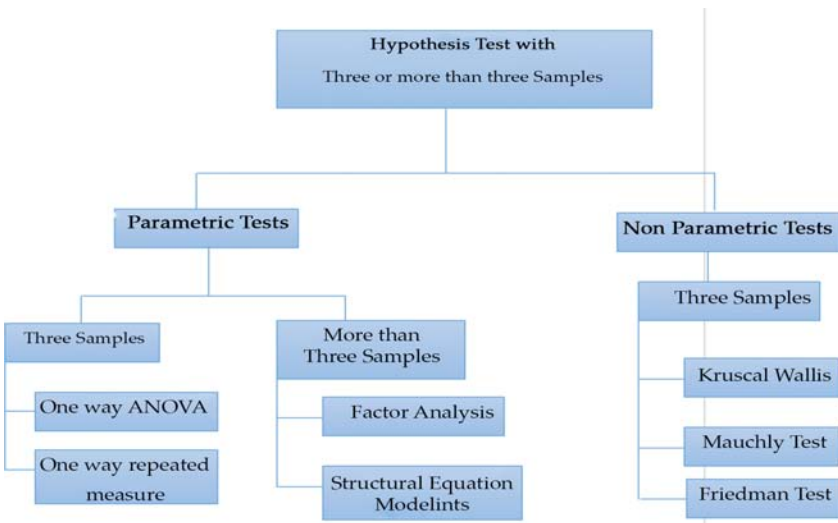 Hypothesis Test with
Three or more than three Samples
Parametric Tests
Non Parametric Tests
Three Samples
More than
Three Samples
Three Samples
One way ANOVA
Factor Analysis
Kruscal Wallis
One way repeated
measure
Structural Equation
Modelints
Mauchly Test
Friedman Test